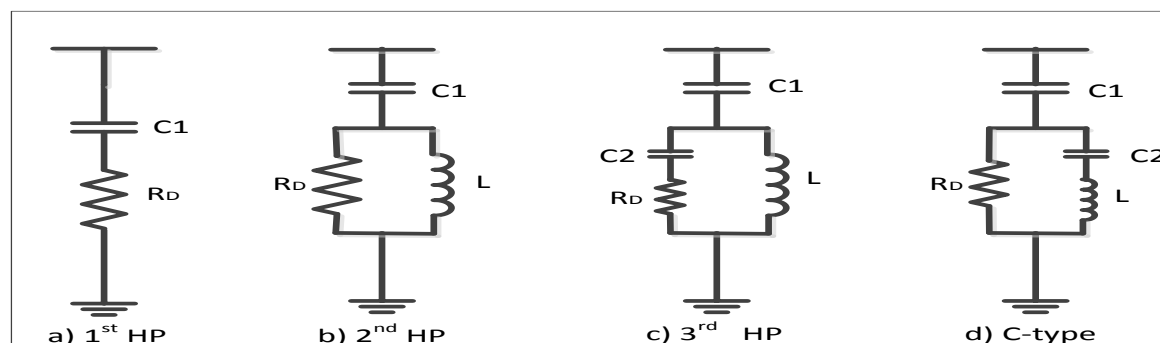 C1
RD
a) 1st HP
C1
RD
L
b) 2nd HP
C1
C2
RD
L
c) 3rd HP
C1
RD
C2
L
d) C-type